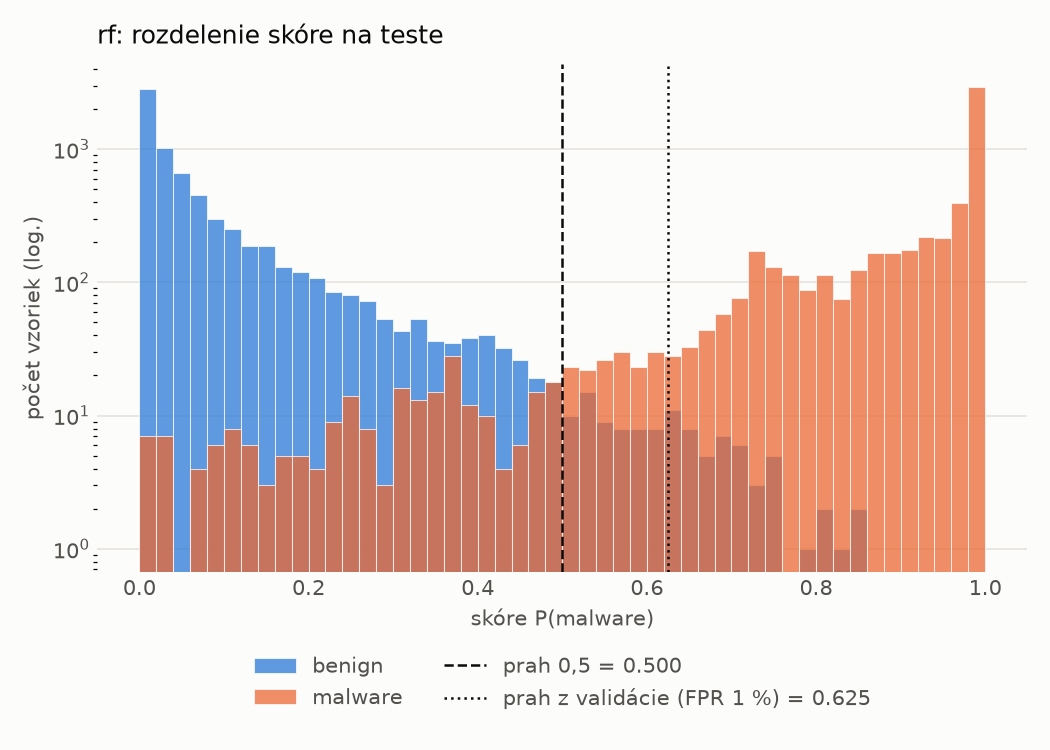 rf: rozdelenie skóre na teste
počet vzoriek (log.)
10³
10²
10¹
10⁰
0.0 0.2 0.4 0.6 0.8 1.0
skóre P(malware)
benign
malware
prah 0,5 = 0.500
prah z validácie (FPR 1 %) = 0.625